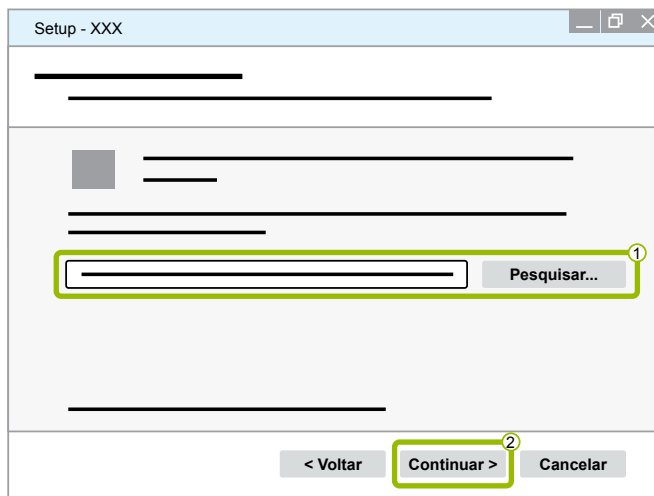 Setup - XXX
1
Pesquisar...
2
< Voltar
Continuar >
Cancelar